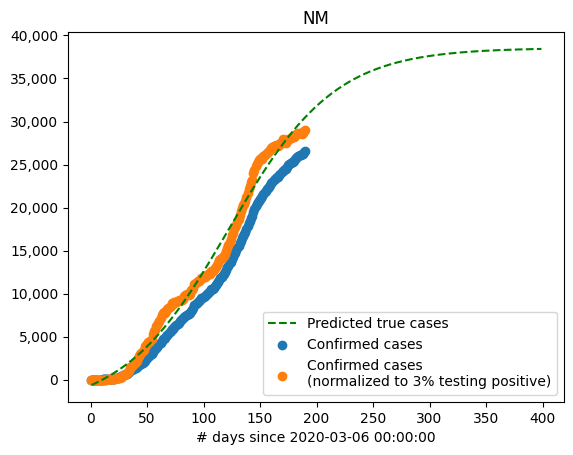 NM
40,000
35,000
30,000
25,000
20,000
15,000
10,000
5,000
0
Predicted true cases
Confirmed cases
Confirmed cases
(normalized to 3% testing positive)
0 50 100 150 200 250 300 350 400
# days since 2020-03-06 00:00:00